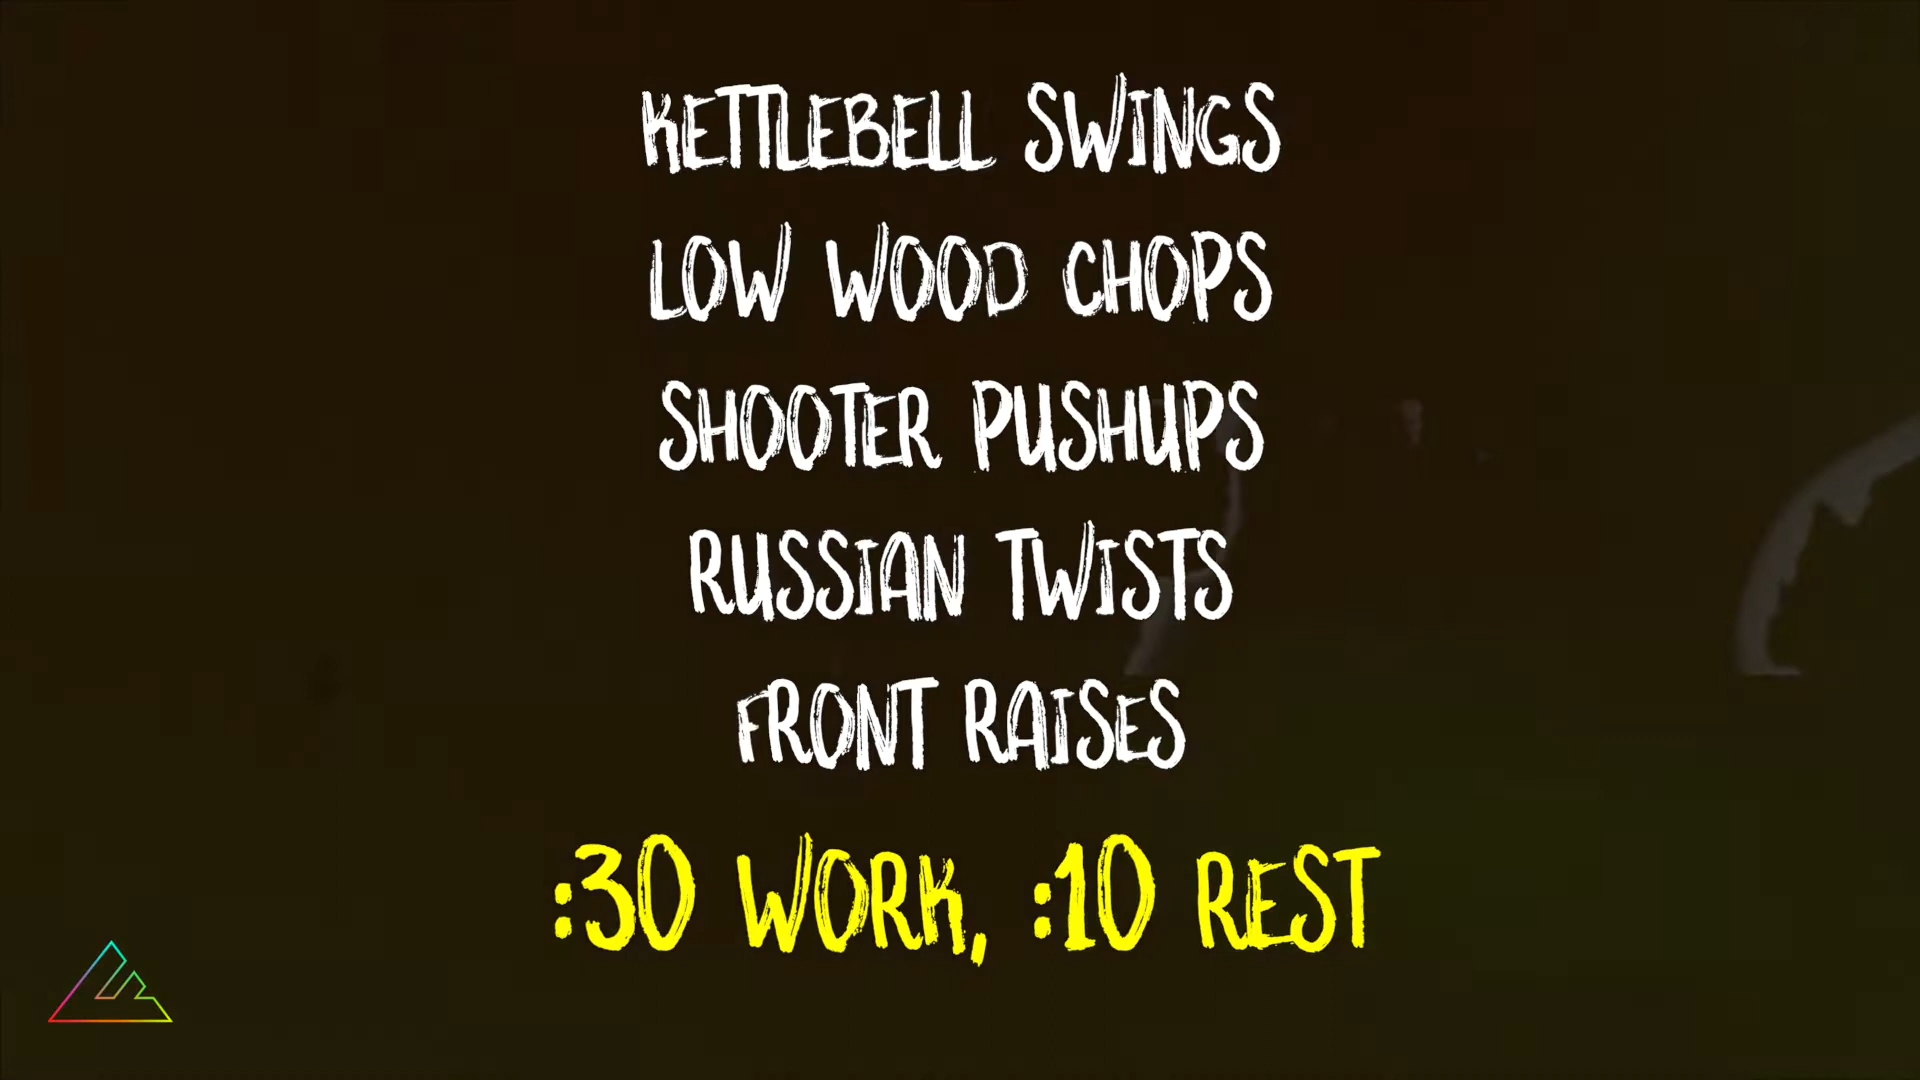 KETTLEBELL SWINGS
LOW WOOD CHOPS
SHOOTER PUSHUPS
RUSSIAN TWISTS
FRONT RAISES
:30 WORK, :10 REST